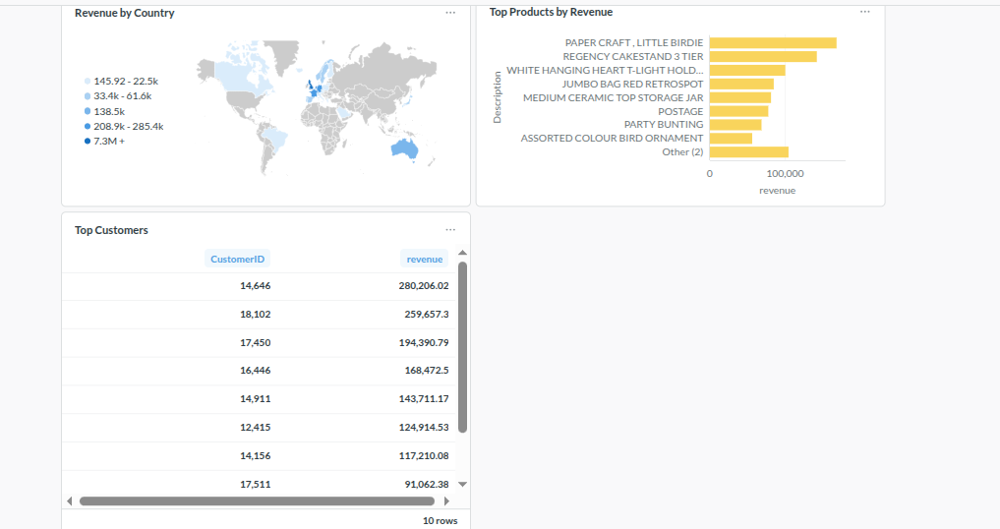 Revenue by Country
...
145.92 - 22.5k
33.4k - 61.6k
138.5k
208.9k - 285.4k
7.3M +
Top Products by Revenue
...
Description
PAPER CRAFT , LITTLE BIRDIE
REGENCY CAKESTAND 3 TIER
WHITE HANGING HEART T-LIGHT HOLD...
JUMBO BAG RED RETROSPOT
MEDIUM CERAMIC TOP STORAGE JAR
POSTAGE
PARTY BUNTING
ASSORTED COLOUR BIRD ORNAMENT
Other (2)
0 100,000
revenue
Top Customers
...
CustomerID revenue
14,646 280,206.02
18,102 259,657.3
17,450 194,390.79
16,446 168,472.5
14,911 143,711.17
12,415 124,914.53
14,156 117,210.08
17,511 91,062.38
10 rows